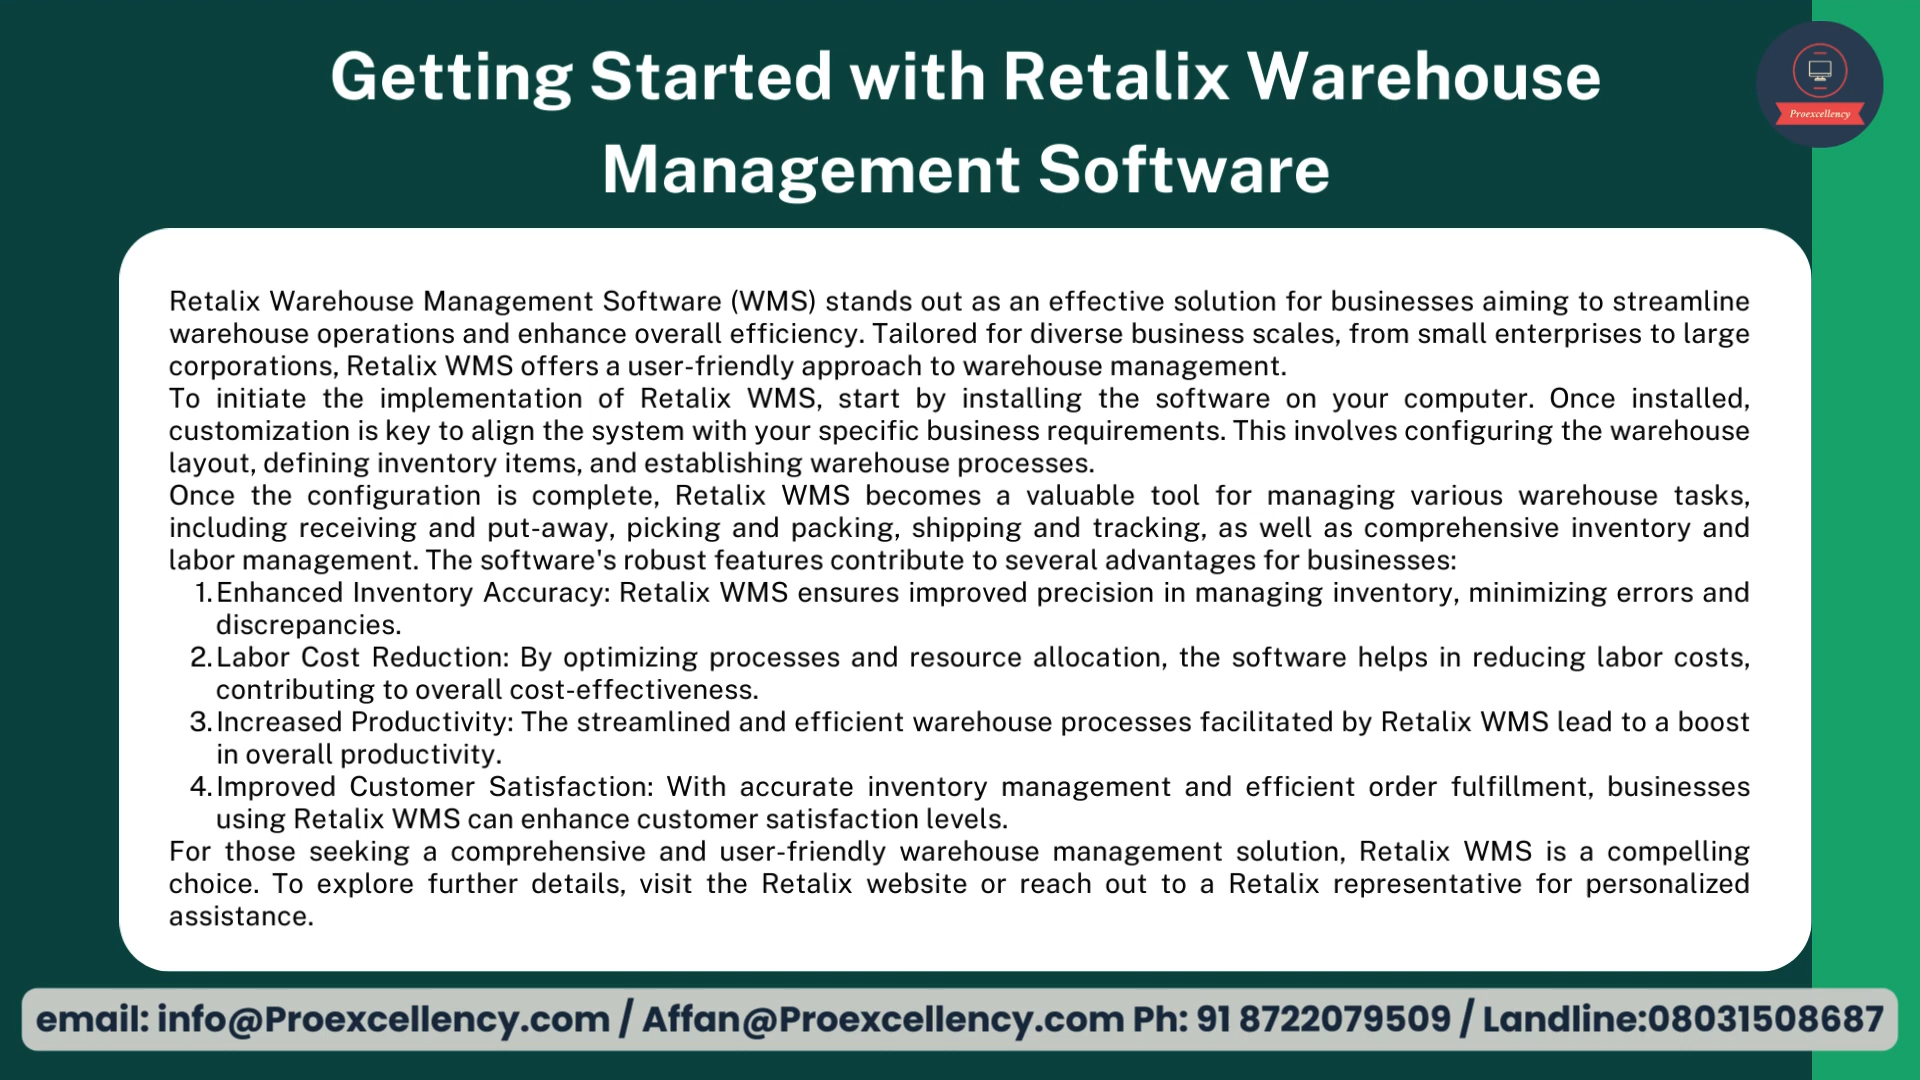 Getting Started with Retalix Warehouse
Management Software
Proexcellency
Retalix Warehouse Management Software (WMS) stands out as an effective solution for businesses aiming to streamline
warehouse operations and enhance overall efficiency. Tailored for diverse business scales, from small enterprises to large
corporations, Retalix WMS offers a user-friendly approach to warehouse management.
To initiate the implementation of Retalix WMS, start by installing the software on your computer. Once installed,
customization is key to align the system with your specific business requirements. This involves configuring the warehouse
layout, defining inventory items, and establishing warehouse processes.
Once the configuration is complete, Retalix WMS becomes a valuable tool for managing various warehouse tasks,
including receiving and put-away, picking and packing, shipping and tracking, as well as comprehensive inventory and
labor management. The software's robust features contribute to several advantages for businesses:
1. Enhanced Inventory Accuracy: Retalix WMS ensures improved precision in managing inventory, minimizing errors and
discrepancies.
2. Labor Cost Reduction: By optimizing processes and resource allocation, the software helps in reducing labor costs,
contributing to overall cost-effectiveness.
3. Increased Productivity: The streamlined and efficient warehouse processes facilitated by Retalix WMS lead to a boost
in overall productivity.
4. Improved Customer Satisfaction: With accurate inventory management and efficient order fulfillment, businesses
using Retalix WMS can enhance customer satisfaction levels.
For those seeking a comprehensive and user-friendly warehouse management solution, Retalix WMS is a compelling
choice. To explore further details, visit the Retalix website or reach out to a Retalix representative for personalized
assistance.
email: info@Proexcellency.com / Affan@Proexcellency.com Ph: 91 8722079509 / Landline:08031508687